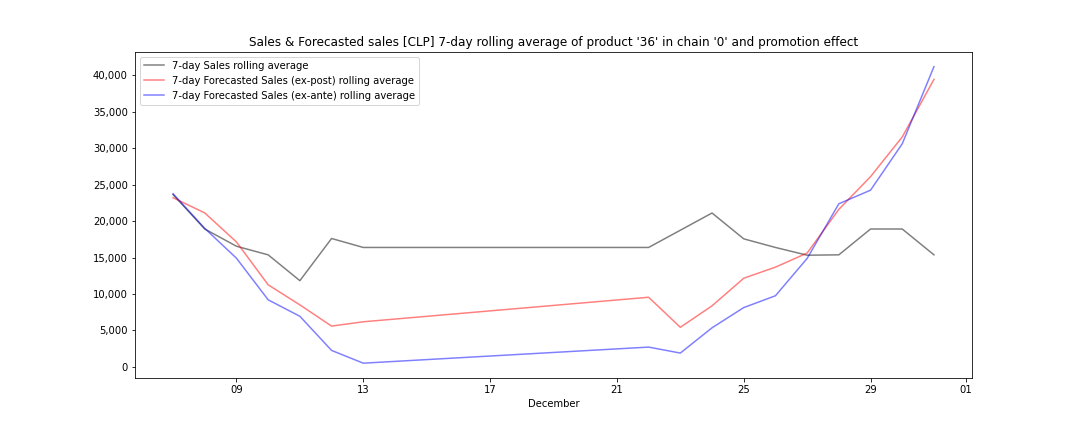 Sales & Forecasted sales [CLP] 7-day rolling average of product '36' in chain '0' and promotion effect
7-day Sales rolling average
7-day Forecasted Sales (ex-post) rolling average
7-day Forecasted Sales (ex-ante) rolling average
40,000
35,000
30,000
25,000
20,000
15,000
10,000
5,000
0
09 13 17 21 25 29 01
December